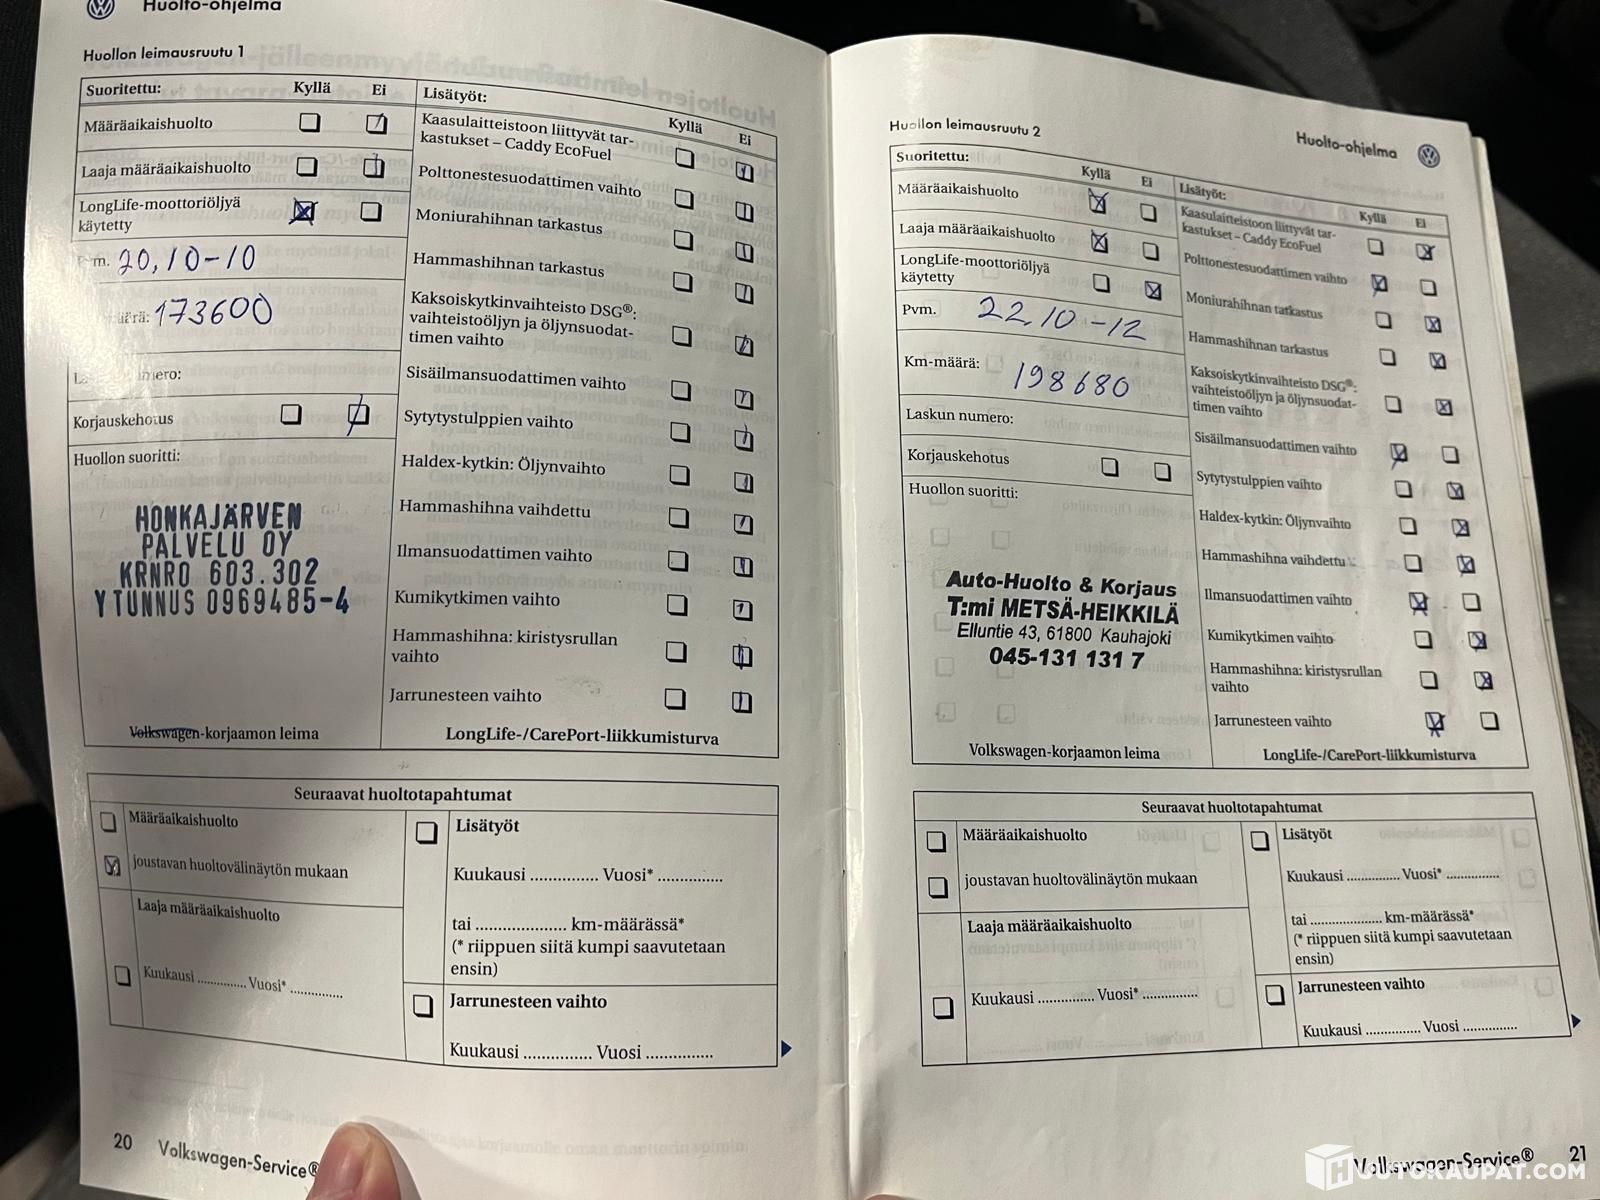 Huolto-ohjelma
Huollon leimausruutu 1
Suoritettu: Kyllä Ei
Määräaikaishuolto
Laaja määräaikaishuolto
LongLife-moottoriöljyä
käytetty
20,10-10
173600
Korjauskehotus
Huollon suoritti:
HONKAJÄRVEN
PALVELU OY
KRNRO 603.302
Y TUNNUS 0969485-4
Volkswagen-korjaamon leima
Lisätyöt: Kyllä Ei
Kaasulaitteistoon liittyvät tar-
kastukset – Caddy EcoFuel
Polttonestesuodattimen vaihto
Moniurahihnan tarkastus
Hammashihnan tarkastus
Kaksoiskytkinvaihteisto DSG®:
vaihteistoöljyn ja öljynsuodat-
timen vaihto
Sisäilmansuodattimen vaihto
Sytytystulppien vaihto
Haldex-kytkin: Öljynvaihto
Hammashihna vaihdettu
Ilmansuodattimen vaihto
Kumikytkimen vaihto
Hammashihna: kiristysrullan
vaihto
Jarrunesteen vaihto
LongLife-/CarePort-liikkumisturva
Seuraavat huoltotapahtumat
Määräaikaishuolto
joustavan huoltovälinäytön mukaan
Laaja määräaikaishuolto
Kuukausi .............. Vuosi* ...............
Lisätyöt
Kuukausi .............. Vuosi* ..............
tai ..................... km-määrässä*
(* riippuen siitä kumpi saavutetaan
ensin)
Jarrunesteen vaihto
Kuukausi .............. Vuosi ...............
20 Volkswagen-Service®
Huollon leimausruutu 2
Huolto-ohjelma
Suoritettu: Kyllä Ei
Määräaikaishuolto
Laaja määräaikaishuolto
LongLife-moottoriöljyä
käytetty
Pvm. 22,10-12
Km-määrä: 198680
Laskun numero:
Korjauskehotus
Huollon suoritti:
Auto-Huolto & Korjaus
T:mi METSÄ-HEIKKILÄ
Elluntie 43, 61800 Kauhajoki
045-131 131 7
Volkswagen-korjaamon leima
Lisätyöt: Kyllä Ei
Kaasulaitteistoon liittyvät tar-
kastukset – Caddy EcoFuel
Polttonestesuodattimen vaihto
Moniurahihnan tarkastus
Hammashihnan tarkastus
Kaksoiskytkinvaihteisto DSG®:
vaihteistoöljyn ja öljynsuodat-
timen vaihto
Sisäilmansuodattimen vaihto
Sytytystulppien vaihto
Haldex-kytkin: Öljynvaihto
Hammashihna vaihdettu
Ilmansuodattimen vaihto
Kumikytkimen vaihto
Hammashihna: kiristysrullan
vaihto
Jarrunesteen vaihto
LongLife-/CarePort-liikkumisturva
Seuraavat huoltotapahtumat
Määräaikaishuolto
joustavan huoltovälinäytön mukaan
Laaja määräaikaishuolto
Kuukausi .............. Vuosi* ..............
Lisätyöt
Kuukausi .............. Vuosi* ..............
tai .................... km-määrässä*
(* riippuen siitä kumpi saavutetaan
ensin)
Jarrunesteen vaihto
Kuukausi .............. Vuosi ..............
Volkswagen-Service® 21
HUUTOKAUPAT.COM